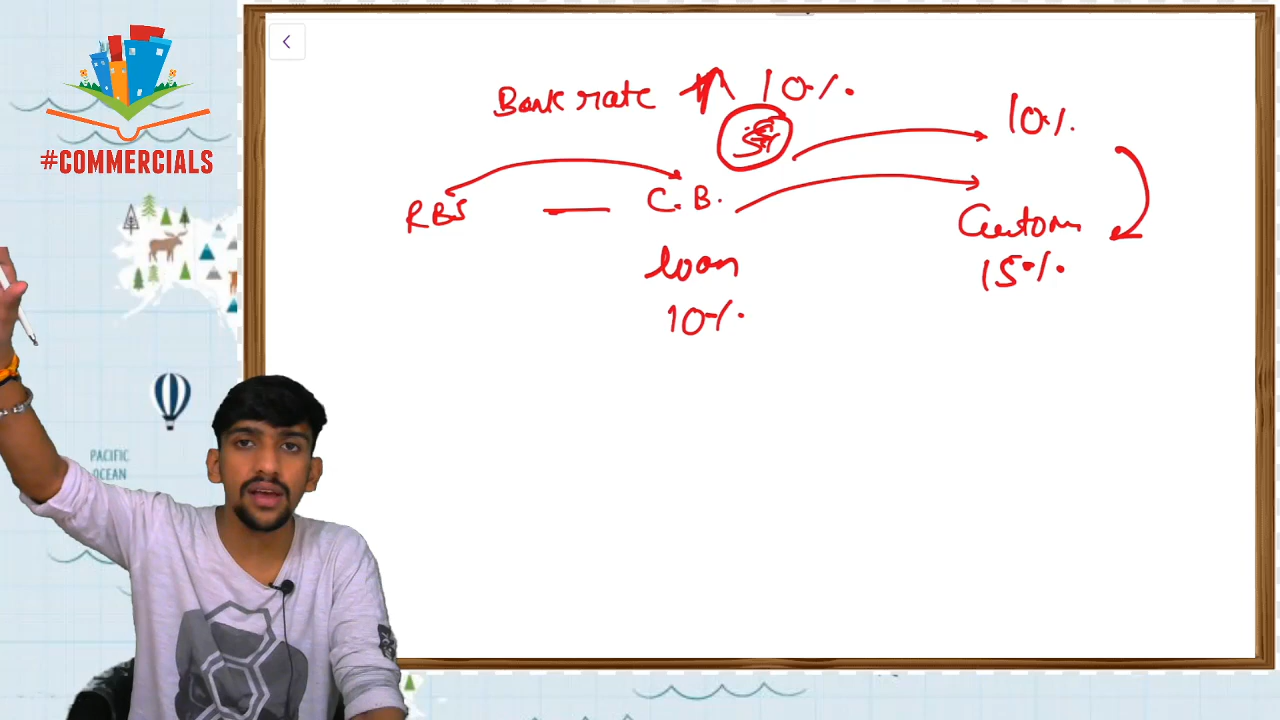 #COMMERCIALS
Bank rate 10%.
10%.
RBI — C.B.
Custom
loan
15%
10%.
PACIFIC
OCEAN